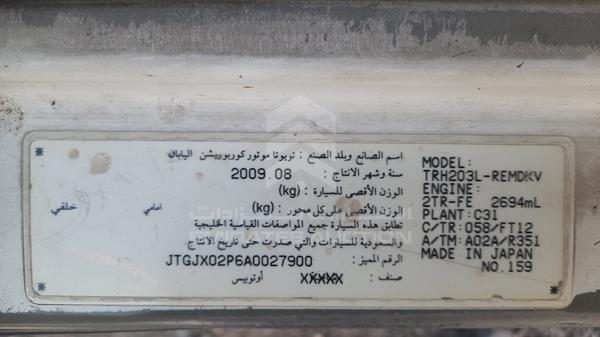 اسم الصانع وبلد الصنع : تويوتا موتور كوربوريشن اليابان
سنة وشهر الانتاج : 2009.08
الوزن الأقصى للسيارة : (kg)
الوزن الأقصى على كل محور : (kg) امامي خلفي
تطابق هذه السيارة جميع المواصفات القياسية الخليجية
والسعودية للسيارات والتي صدرت حتى تاريخ الانتاج
الرقم المميز : JTGJX02P6A0027900
صنف : XXXXX أوتوبيس
MODEL:
TRH203L-REMDKV
ENGINE:
2TR-FE 2694mL
PLANT: C31
C/TR: 058/FT12
A/TM: A02A/R351
MADE IN JAPAN
NO.159
EMIRATES AUCTION